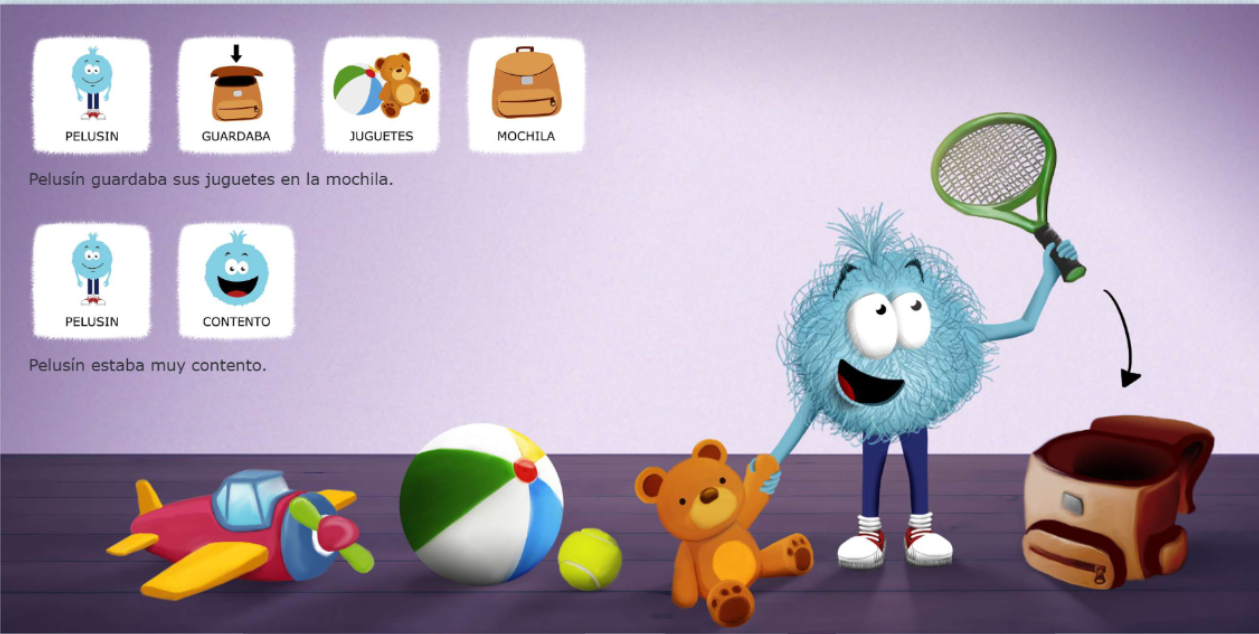 PELUSIN GUARDABA JUGUETES MOCHILA
Pelusín guardaba sus juguetes en la mochila.
PELUSIN CONTENTO
Pelusín estaba muy contento.